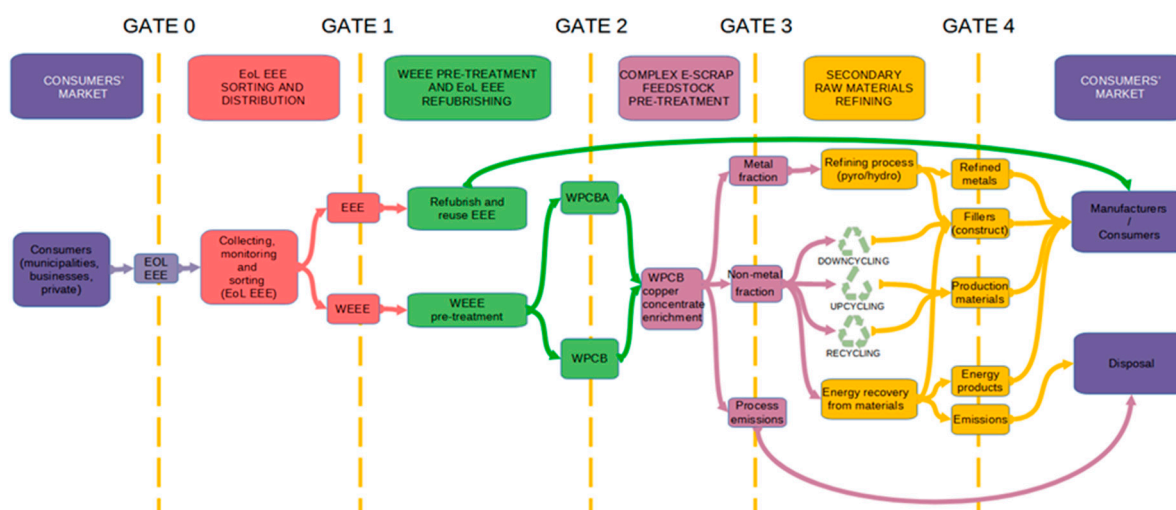 GATE 0
GATE 1
GATE 2
GATE 3
GATE 4
CONSUMERS'
MARKET
EoL EEE
SORTING AND
DISTRIBUTION
WEEE PRE-TREATMENT
AND EoL EEE
REFUBRISHING
COMPLEX E-SCRAP
FEEDSTOCK
PRE-TREATMENT
SECONDARY
RAW MATERIALS
REFINING
CONSUMERS'
MARKET
Consumers
(municipalities,
businesses,
private)
EOL
EEE
Collecting,
monitoring
and
sorting
(EoL EEE)
EEE
WEEE
Refubrish and
reuse EEE
WEEE
pre-treatment
WPCBA
WPCB
WPCB
copper
concentrate
enrichment
Metal
fraction
Non-metal
fraction
Process
emissions
Refining process
(pyro/hydro)
DOWNCYCLING
UPCYCLING
RECYCLING
Energy recovery
from materials
Refined
metals
Fillers
(construct)
Production
materials
Energy
products
Emissions
Manufacturers
/
Consumers
Disposal